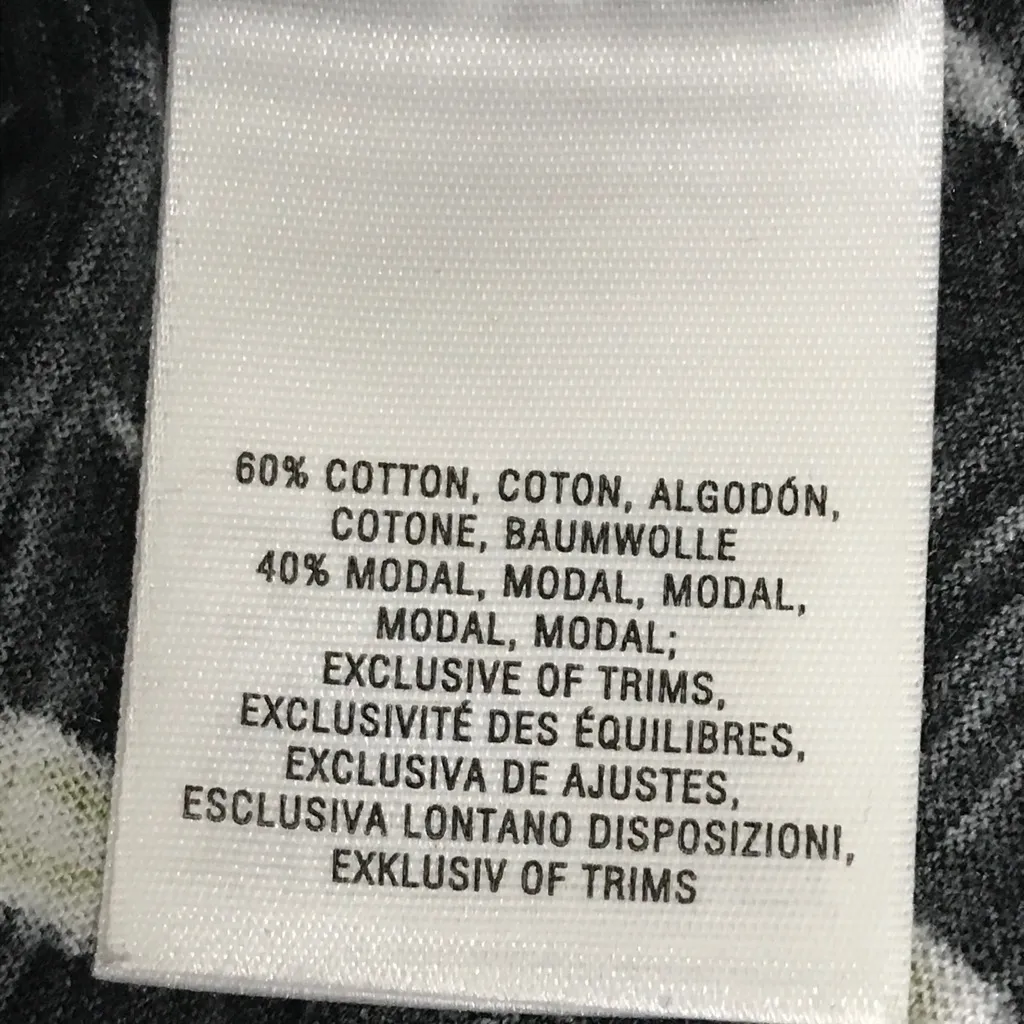 60% COTTON, COTON, ALGODÓN,
COTONE, BAUMWOLLE
40% MODAL, MODAL, MODAL,
MODAL, MODAL;
EXCLUSIVE OF TRIMS,
EXCLUSIVITÉ DES ÉQUILIBRES,
EXCLUSIVA DE AJUSTES,
ESCLUSIVA LONTANO DISPOSIZIONI,
EXKLUSIV OF TRIMS